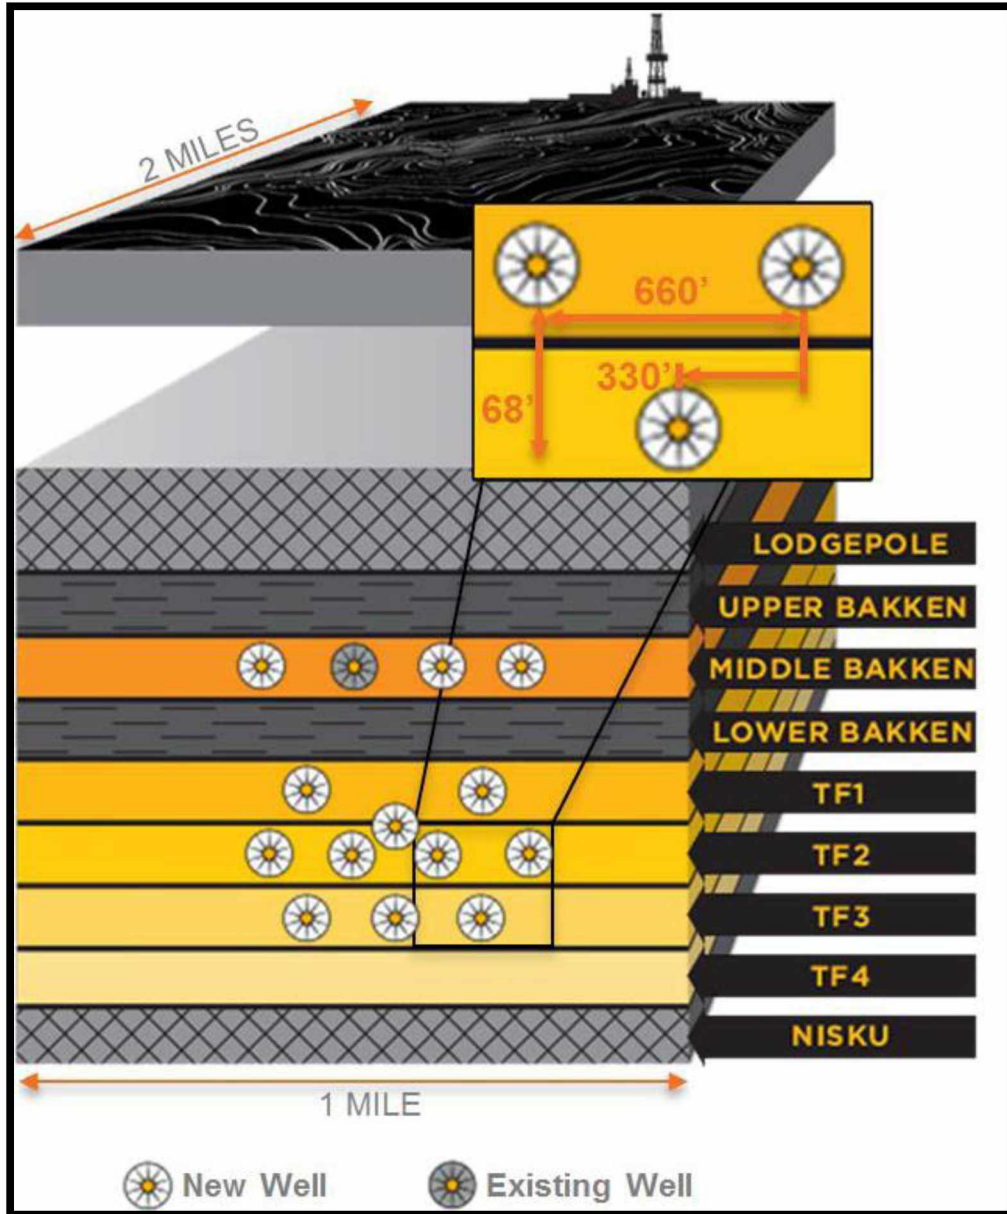 2 MILES
660’
330’
68’
LODGEPOLE
UPPER BAKKEN
MIDDLE BAKKEN
LOWER BAKKEN
TF1
TF2
TF3
TF4
NISKU
1 MILE
New Well
Existing Well